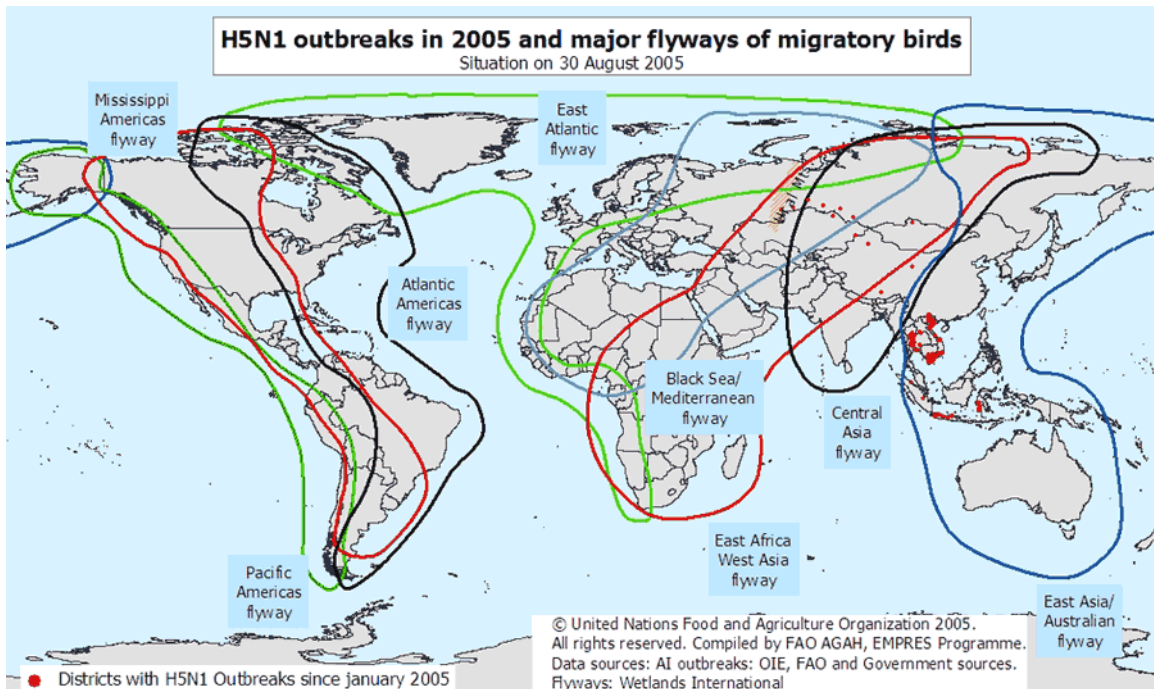 H5N1 outbreaks in 2005 and major flyways of migratory birds
Situation on 30 August 2005
Mississippi
Americas
flyway
East
Atlantic
flyway
Ural Mt
Atlantic
Americas
flyway
Black Sea/
Mediterranean
flyway
Central
Asia
flyway
East Africa
West Asia
flyway
Pacific
Americas
flyway
East Asia/
Australian
flyway
© United Nations Food and Agriculture Organization 2005.
All rights reserved. Compiled by FAO AGAH, EMPRES Programme.
Data sources: AI outbreaks: OIE, FAO and Government sources.
Flyways: Wetlands International
Districts with H5N1 Outbreaks since january 2005